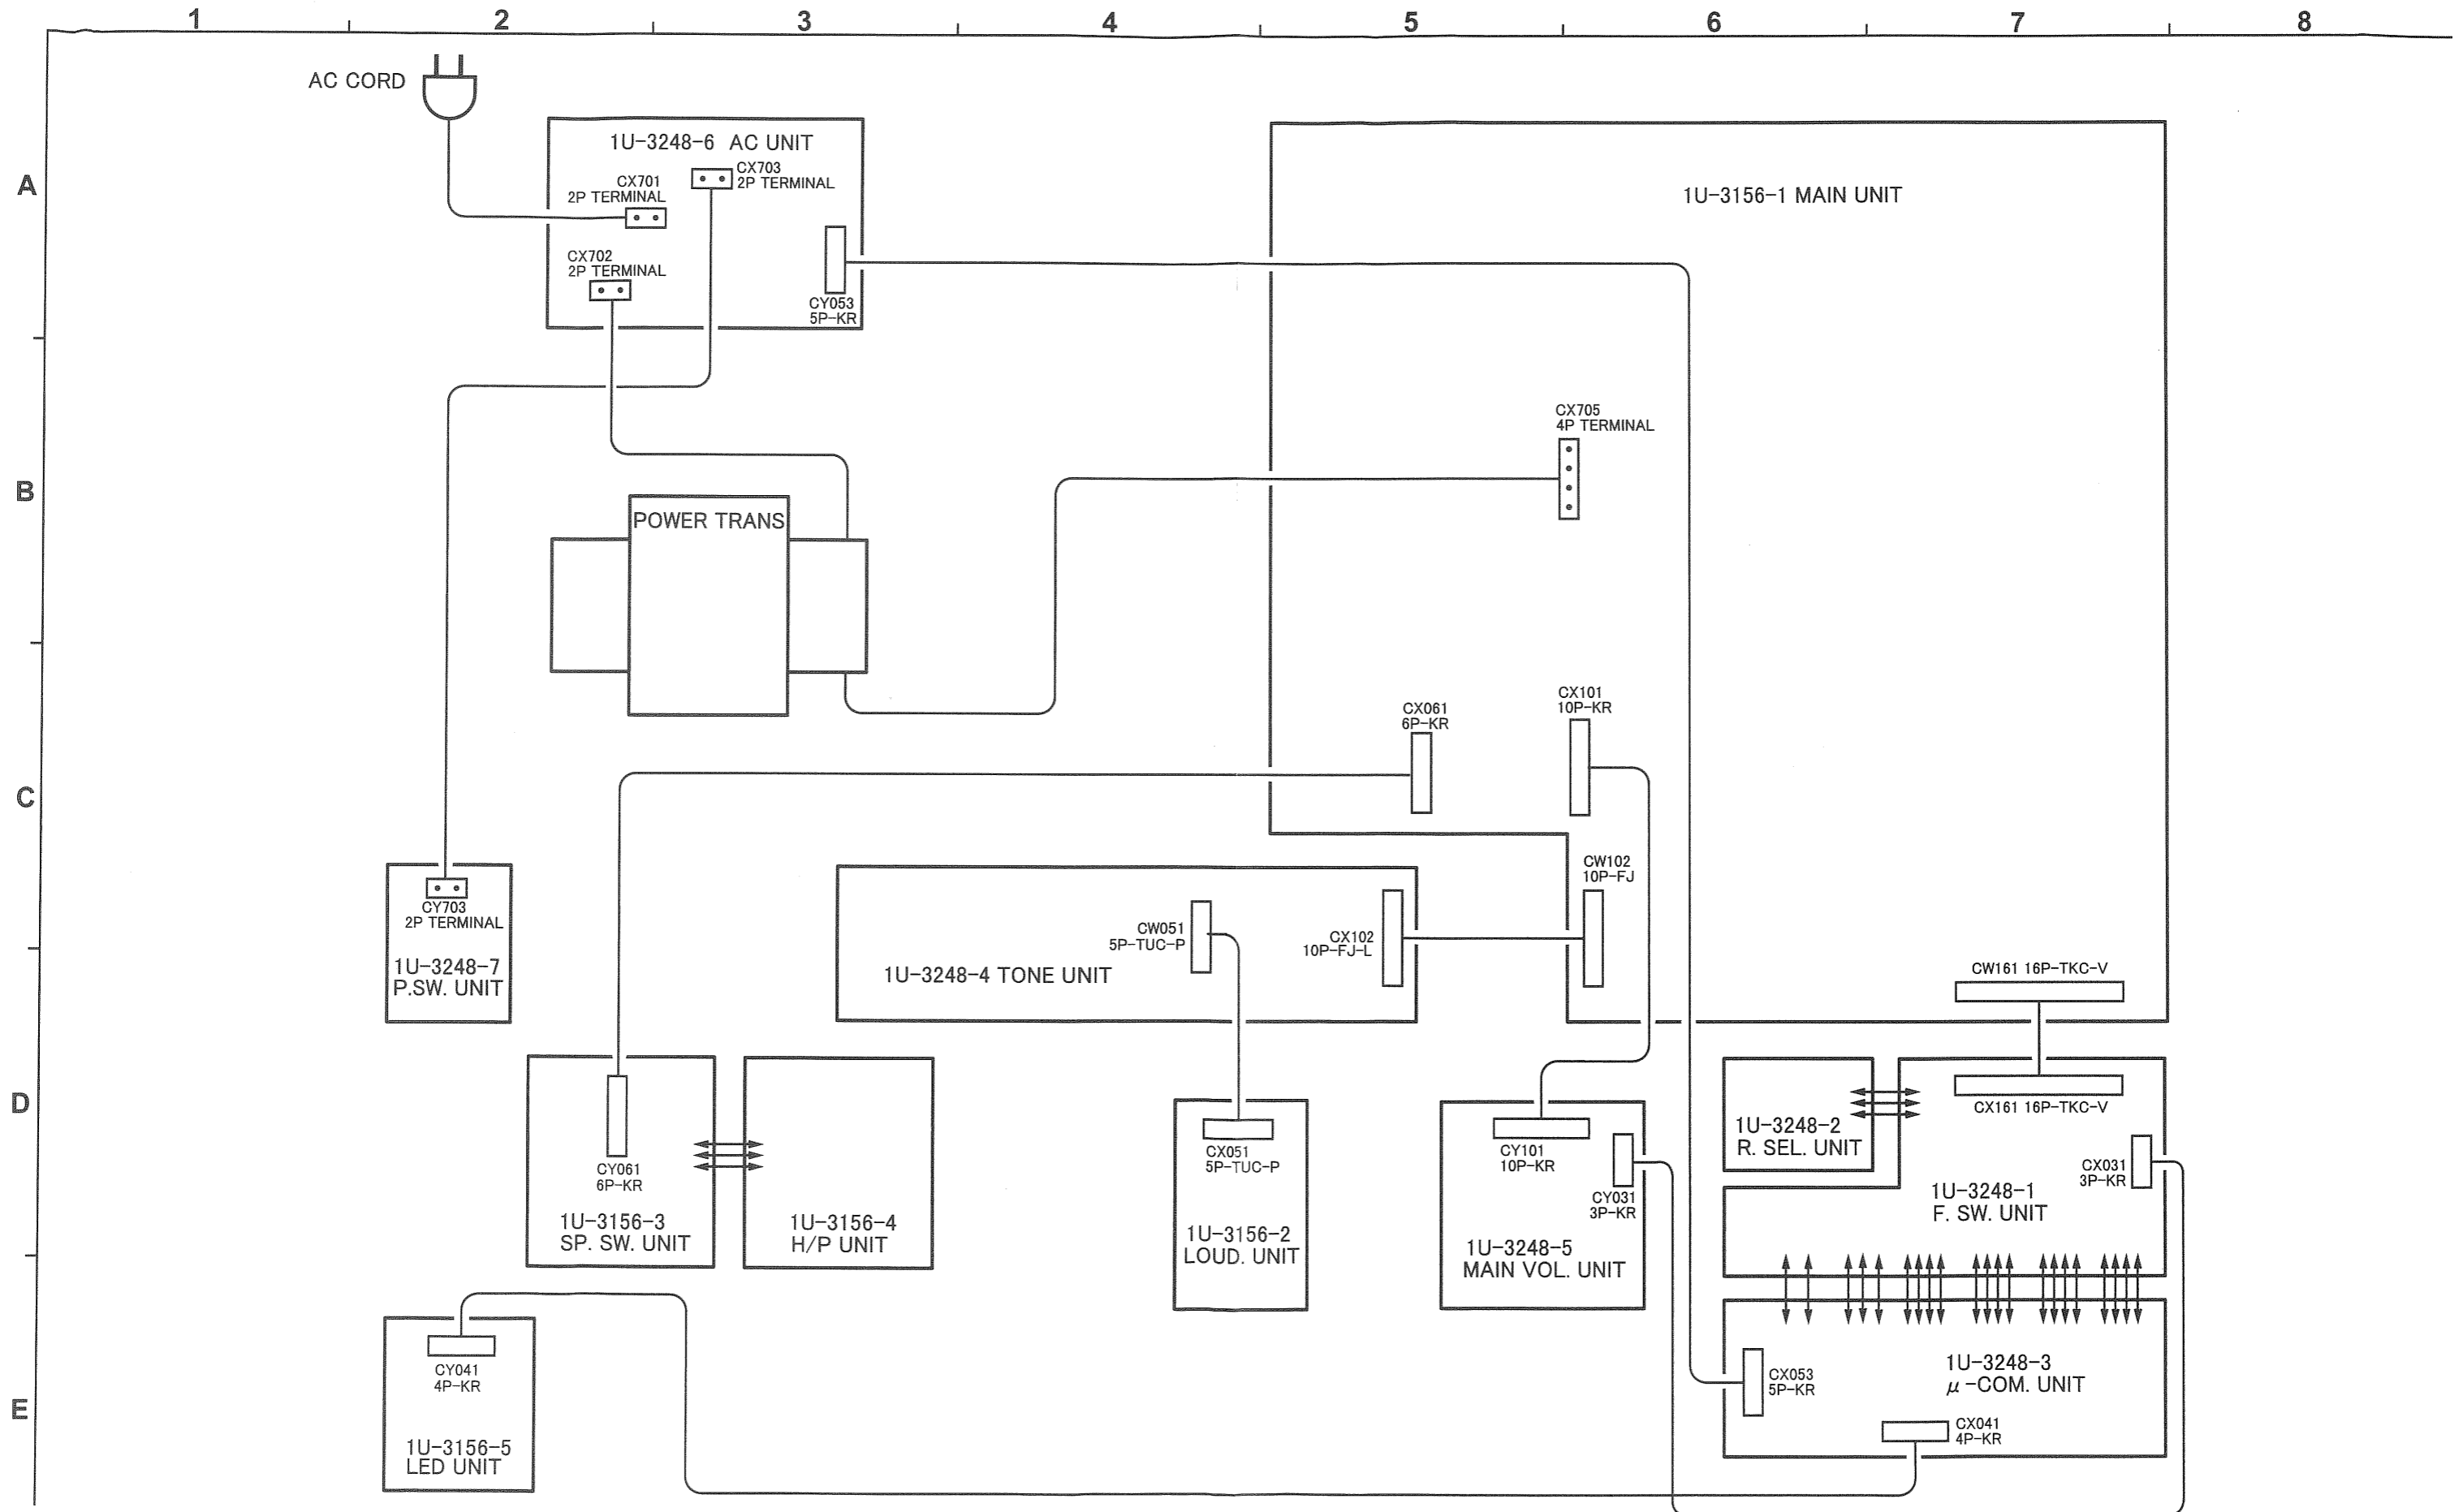 1 2 3 4 5 6 7 8
A
B
C
D
E
AC CORD
1U-3248-6 AC UNIT
CX703
2P TERMINAL
CX701
2P TERMINAL
CX702
2P TERMINAL
CY053
5P-KR
1U-3156-1 MAIN UNIT
CX705
4P TERMINAL
POWER TRANS
CX061
6P-KR
CX101
10P-KR
CW102
10P-FJ
CY703
2P TERMINAL
1U-3248-7
P.SW. UNIT
CW051
5P-TUC-P
CX102
10P-FJ-L
1U-3248-4 TONE UNIT
CW161 16P-TKC-V
CX161 16P-TKC-V
1U-3248-2
R. SEL. UNIT
CX031
3P-KR
1U-3248-1
F. SW. UNIT
CY061
6P-KR
1U-3156-3
SP. SW. UNIT
1U-3156-4
H/P UNIT
CX051
5P-TUC-P
1U-3156-2
LOUD. UNIT
CY101
10P-KR
CY031
3P-KR
1U-3248-5
MAIN VOL. UNIT
CY041
4P-KR
1U-3156-5
LED UNIT
CX053
5P-KR
1U-3248-3
μ-COM. UNIT
CX041
4P-KR